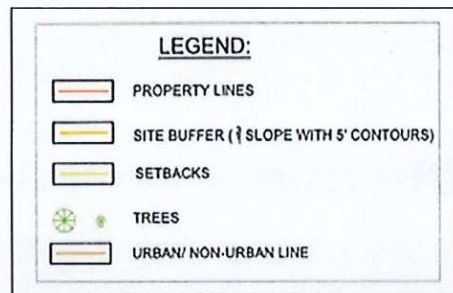 LEGEND:
PROPERTY LINES
SITE BUFFER ( SLOPE WITH 5' CONTOURS)
SETBACKS
TREES
URBAN/ NON-URBAN LINE